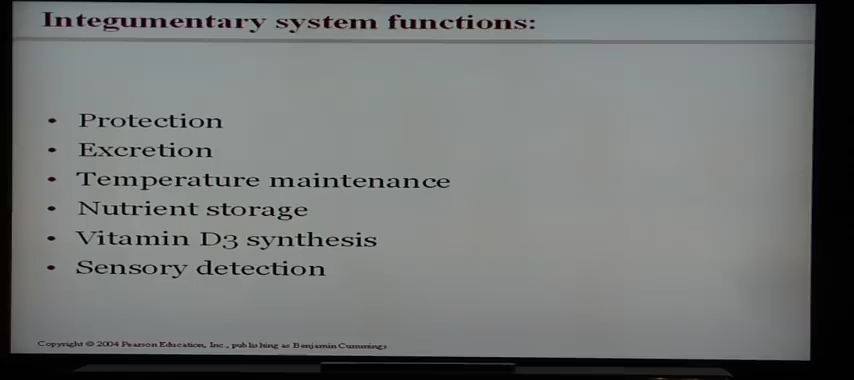 Integumentary system functions:
• Protection
• Excretion
• Temperature maintenance
• Nutrient storage
• Vitamin D3 synthesis
• Sensory detection
Copyright © 2004 Pearson Education, Inc., publishing as Benjamin Cummings